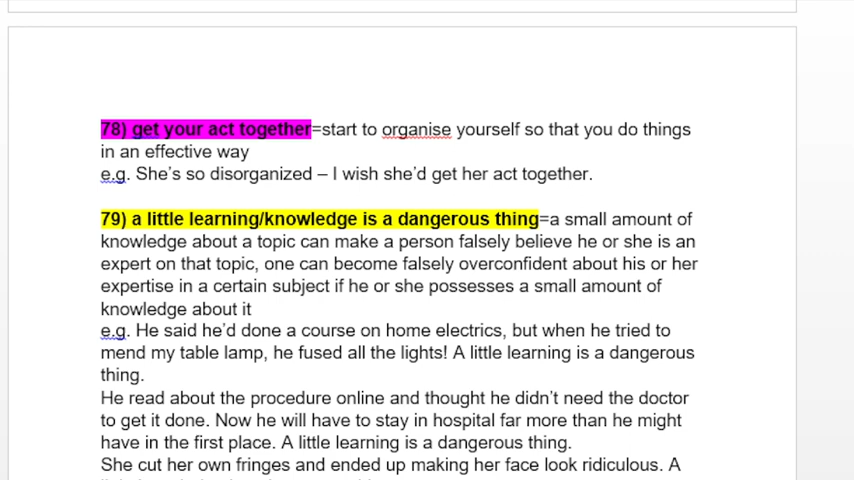 78) get your act together=start to organise yourself so that you do things
in an effective way
e.g. She's so disorganized – I wish she'd get her act together.
79) a little learning/knowledge is a dangerous thing=a small amount of
knowledge about a topic can make a person falsely believe he or she is an
expert on that topic, one can become falsely overconfident about his or her
expertise in a certain subject if he or she possesses a small amount of
knowledge about it
e.g. He said he'd done a course on home electrics, but when he tried to
mend my table lamp, he fused all the lights! A little learning is a dangerous
thing.
He read about the procedure online and thought he didn't need the doctor
to get it done. Now he will have to stay in hospital far more than he might
have in the first place. A little learning is a dangerous thing.
She cut her own fringes and ended up making her face look ridiculous. A